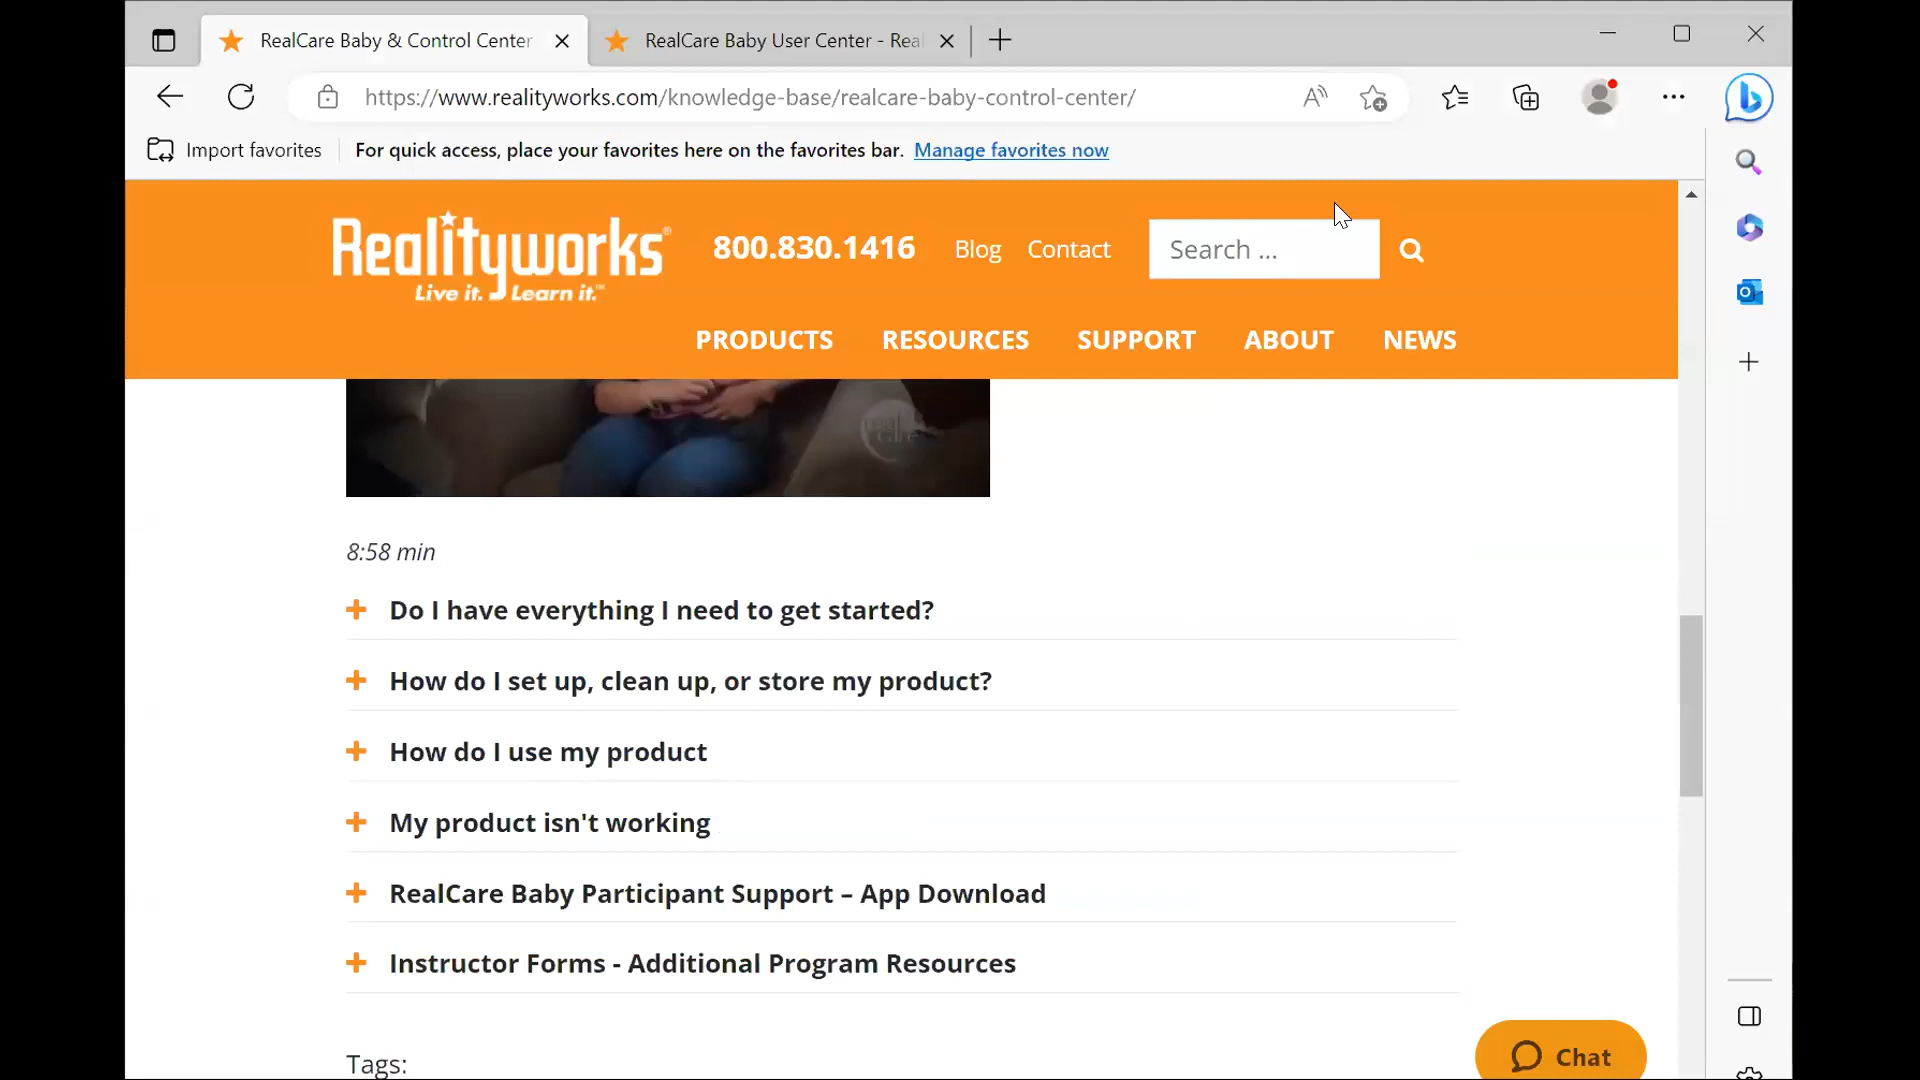 RealCare Baby & Control Center
RealCare Baby User Center - Real
https://www.realityworks.com/knowledge-base/realcare-baby-control-center/
Import favorites
For quick access, place your favorites here on the favorites bar. Manage favorites now
Realityworks®
Live it. Learn it.™
800.830.1416
Blog
Contact
Search ...
PRODUCTS
RESOURCES
SUPPORT
ABOUT
NEWS
8:58 min
Do I have everything I need to get started?
How do I set up, clean up, or store my product?
How do I use my product
My product isn't working
RealCare Baby Participant Support – App Download
Instructor Forms - Additional Program Resources
Tags:
Chat